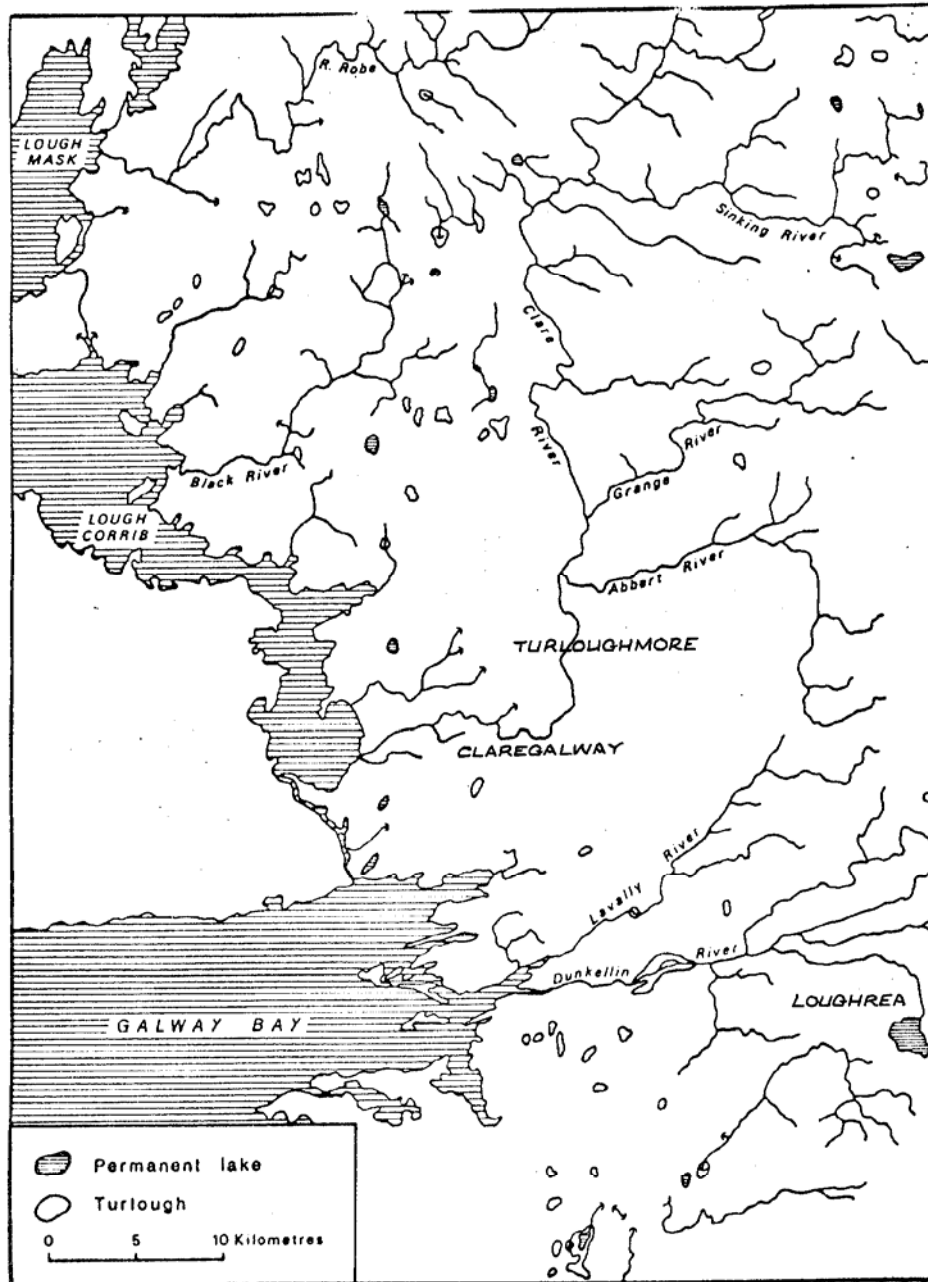 R. Robe
LOUGH
MASK
Sinking River
Clare
River
Black River
Grange River
LOUGH
CORRIB
Abbert River
TURLOUGHMORE
CLAREGALWAY
Lavally River
Dunkellin River
LOUGHREA
GALWAY BAY
Permanent lake
Turlough
0 5 10 Kilometres